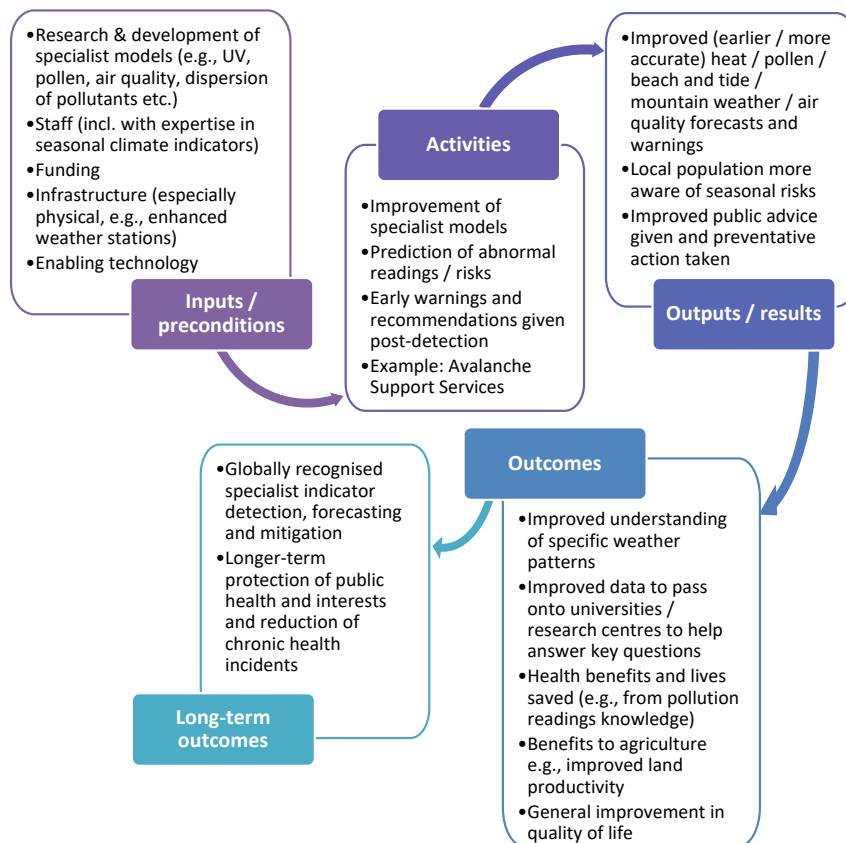 •Research & development of
specialist models (e.g., UV,
pollen, air quality, dispersion
of pollutants etc.)
•Staff (incl. with expertise in
seasonal climate indicators)
•Funding
•Infrastructure (especially
physical, e.g., enhanced
weather stations)
•Enabling technology
Inputs /
preconditions
Activities
•Improvement of
specialist models
•Prediction of abnormal
readings / risks
•Early warnings and
recommendations given
post-detection
•Example: Avalanche
Support Services
•Improved (earlier / more
accurate) heat / pollen /
beach and tide /
mountain weather / air
quality forecasts and
warnings
•Local population more
aware of seasonal risks
•Improved public advice
given and preventative
action taken
Outputs / results
Outcomes
•Improved understanding
of specific weather
patterns
•Improved data to pass
onto universities /
research centres to help
answer key questions
•Health benefits and lives
saved (e.g., from pollution
readings knowledge)
•Benefits to agriculture
e.g., improved land
productivity
•General improvement in
quality of life
•Globally recognised
specialist indicator
detection, forecasting
and mitigation
•Longer-term
protection of public
health and interests
and reduction of
chronic health
incidents
Long-term
outcomes